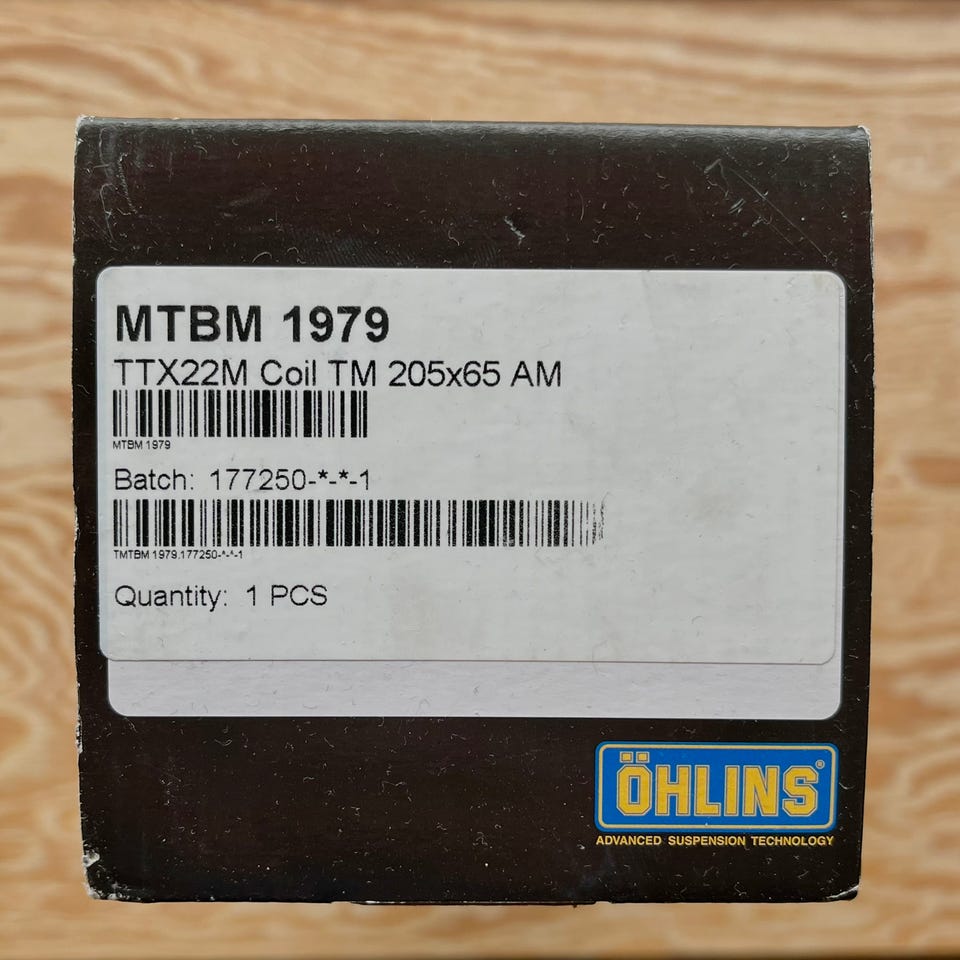 MTBM 1979
TTX22M Coil TM 205x65 AM
MTBM 1979
Batch: 177250-*-*-1
TMTBM 1979.177250-*-*-1
Quantity: 1 PCS
ÖHLINS®
ADVANCED SUSPENSION TECHNOLOGY